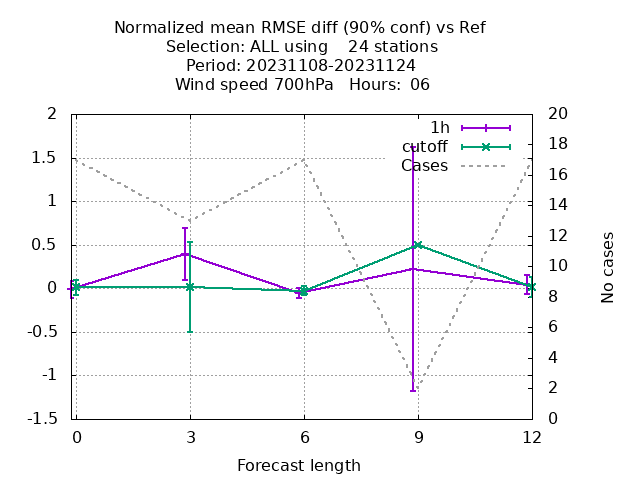 Normalized mean RMSE diff (90% conf) vs Ref
Selection: ALL using    24 stations
Period: 20231108-20231124
Wind speed 700hPa   Hours:  06
1h
cutoff
Cases
2
1.5
1
0.5
0
-0.5
-1
-1.5
20
18
16
14
12
10
8
6
4
2
0
No cases
0 3 6 9 12
Forecast length